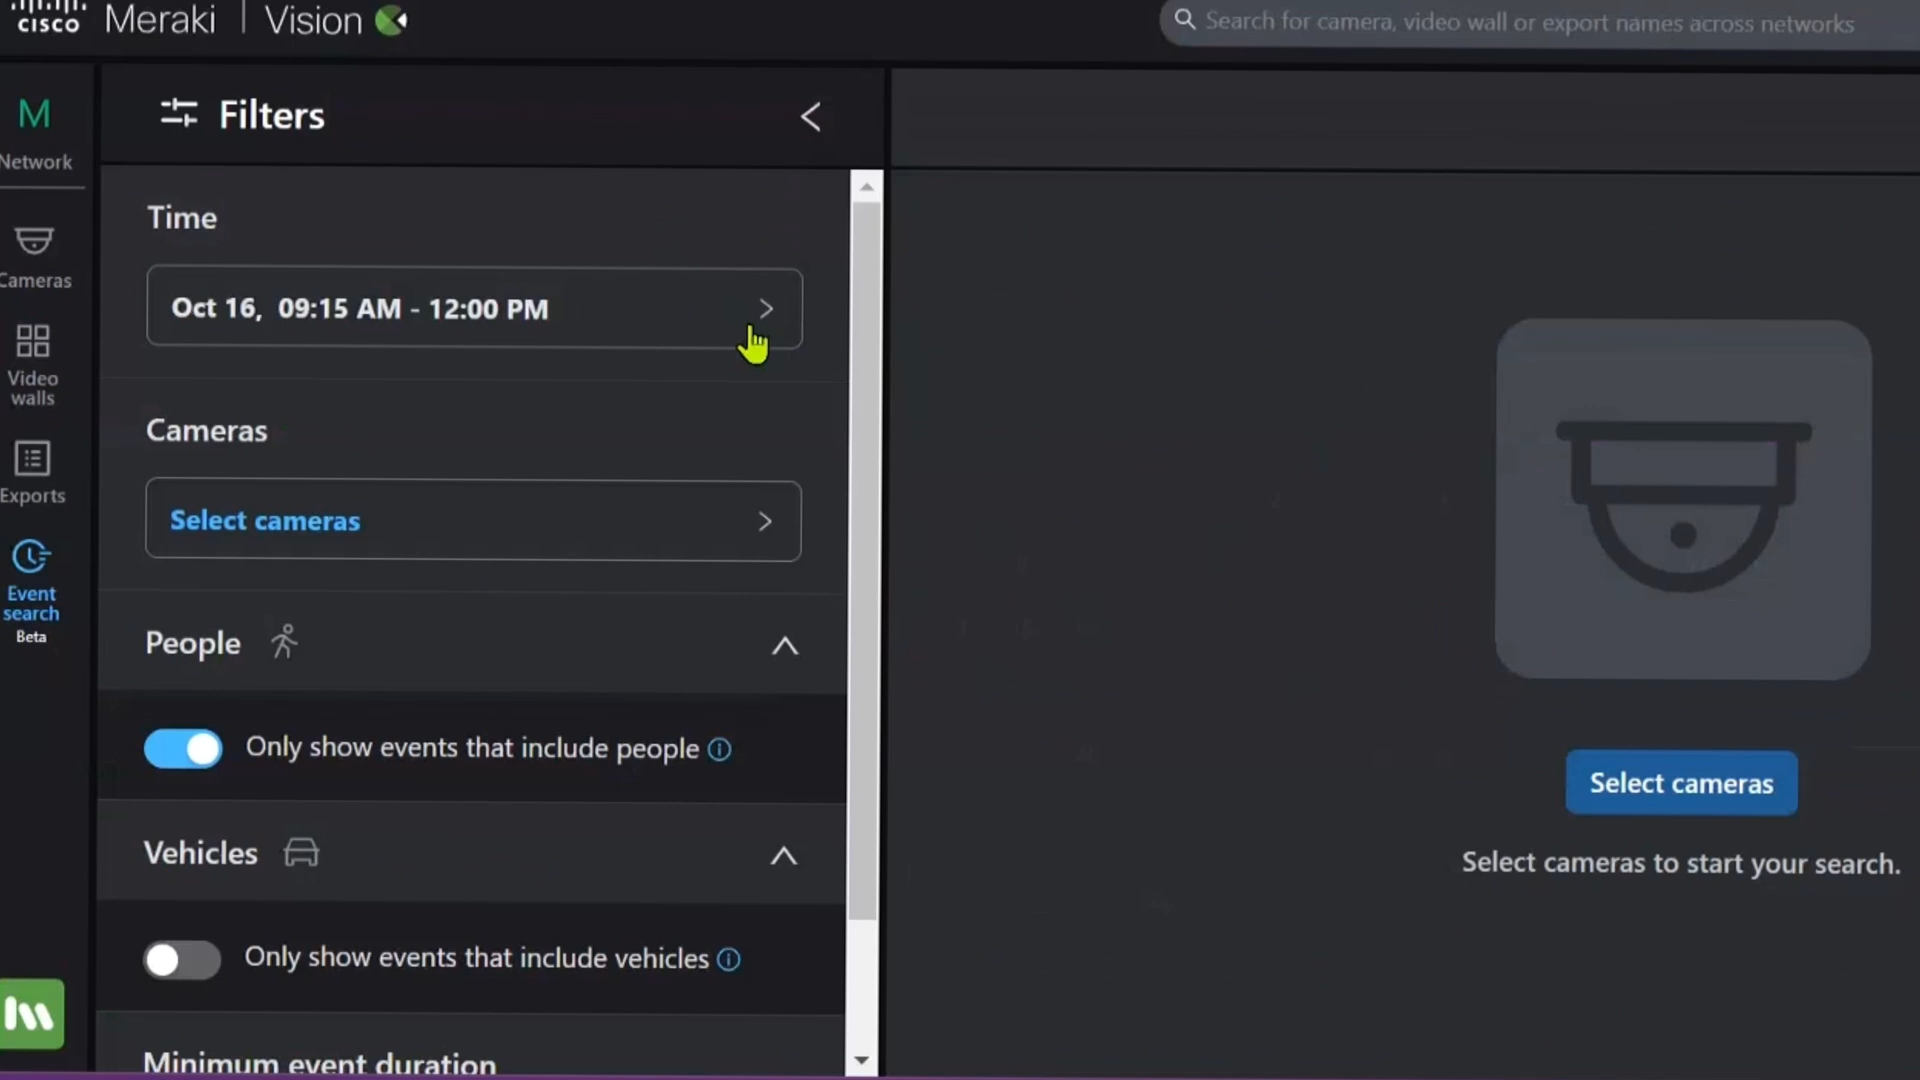 cisco Meraki | Vision
Search for camera, video wall or export names across networks
M
Network
Cameras
Video
walls
Exports
Event
search
Beta
Filters
Time
Oct 16, 09:15 AM - 12:00 PM
Cameras
Select cameras
People
Only show events that include people
Vehicles
Only show events that include vehicles
Minimum event duration
Select cameras
Select cameras to start your search.